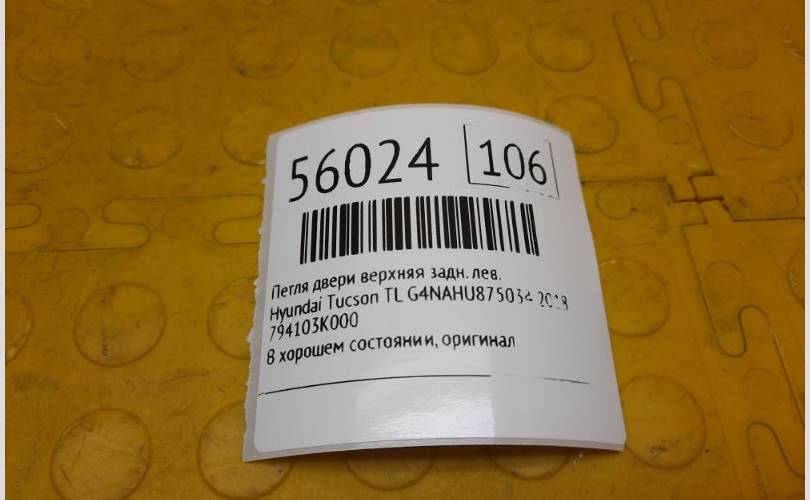 56024 106
Петля двери верхняя задн. лев.
Hyundai Tucson TL G4NAHU875034 2018
794103K000
В хорошем состоянии, оригинал